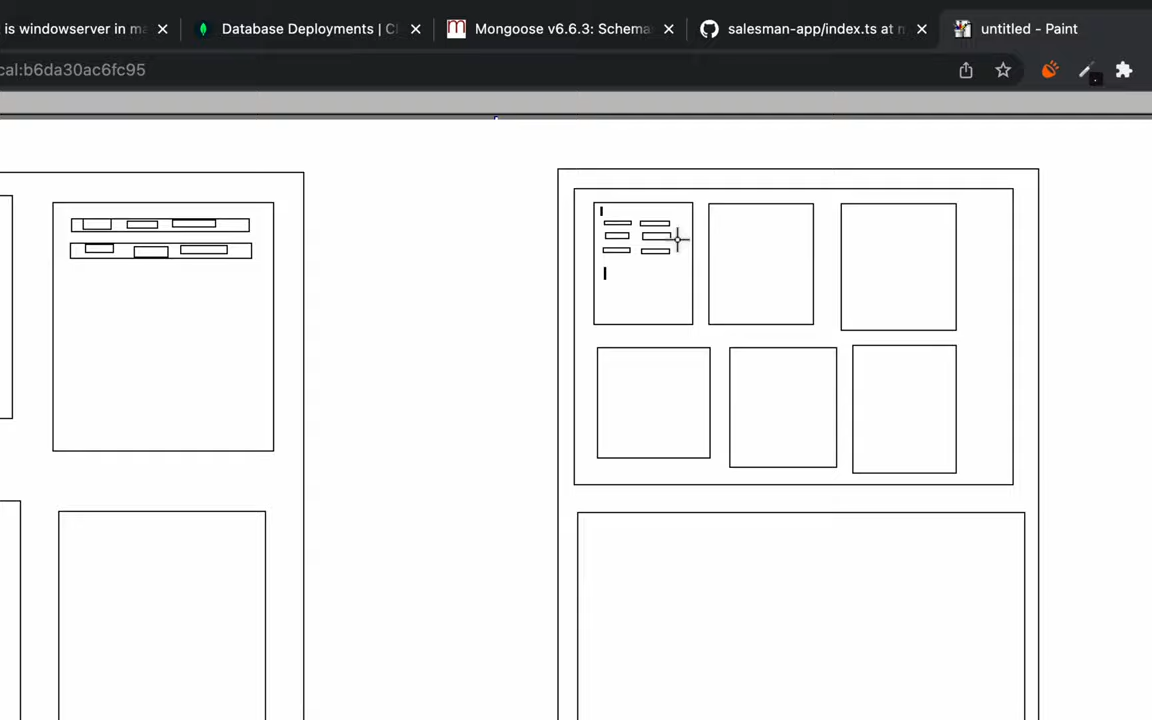 t is windowserver in ma
Database Deployments | Cl
Mongoose v6.6.3: Schema
salesman-app/index.ts at r
untitled - Paint
cal:b6da30ac6fc95